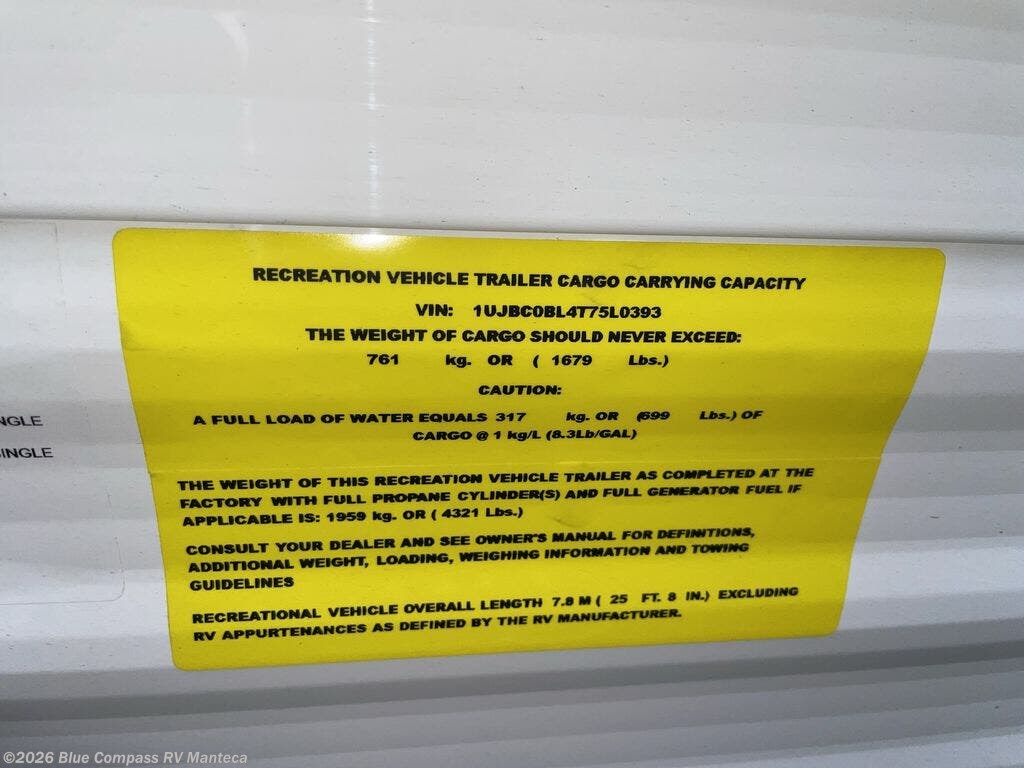 RECREATION VEHICLE TRAILER CARGO CARRYING CAPACITY
VIN: 1UJBC0BL4T75L0393
THE WEIGHT OF CARGO SHOULD NEVER EXCEED:
761 kg. OR ( 1679 Lbs.)
CAUTION:
NGLE
A FULL LOAD OF WATER EQUALS 317 kg. OR (699 Lbs.) OF
CARGO @ 1 kg/L (8.3Lb/GAL)
SINGLE
THE WEIGHT OF THIS RECREATION VEHICLE TRAILER AS COMPLETED AT THE
FACTORY WITH FULL PROPANE CYLINDER(S) AND FULL GENERATOR FUEL IF
APPLICABLE IS: 1959 kg. OR ( 4321 Lbs.)
CONSULT YOUR DEALER AND SEE OWNER'S MANUAL FOR DEFINITIONS,
ADDITIONAL WEIGHT, LOADING, WEIGHING INFORMATION AND TOWING
GUIDELINES
RECREATIONAL VEHICLE OVERALL LENGTH 7.8 M ( 25 FT. 8 IN.) EXCLUDING
RV APPURTENANCES AS DEFINED BY THE RV MANUFACTURER.
©2026 Blue Compass RV Manteca